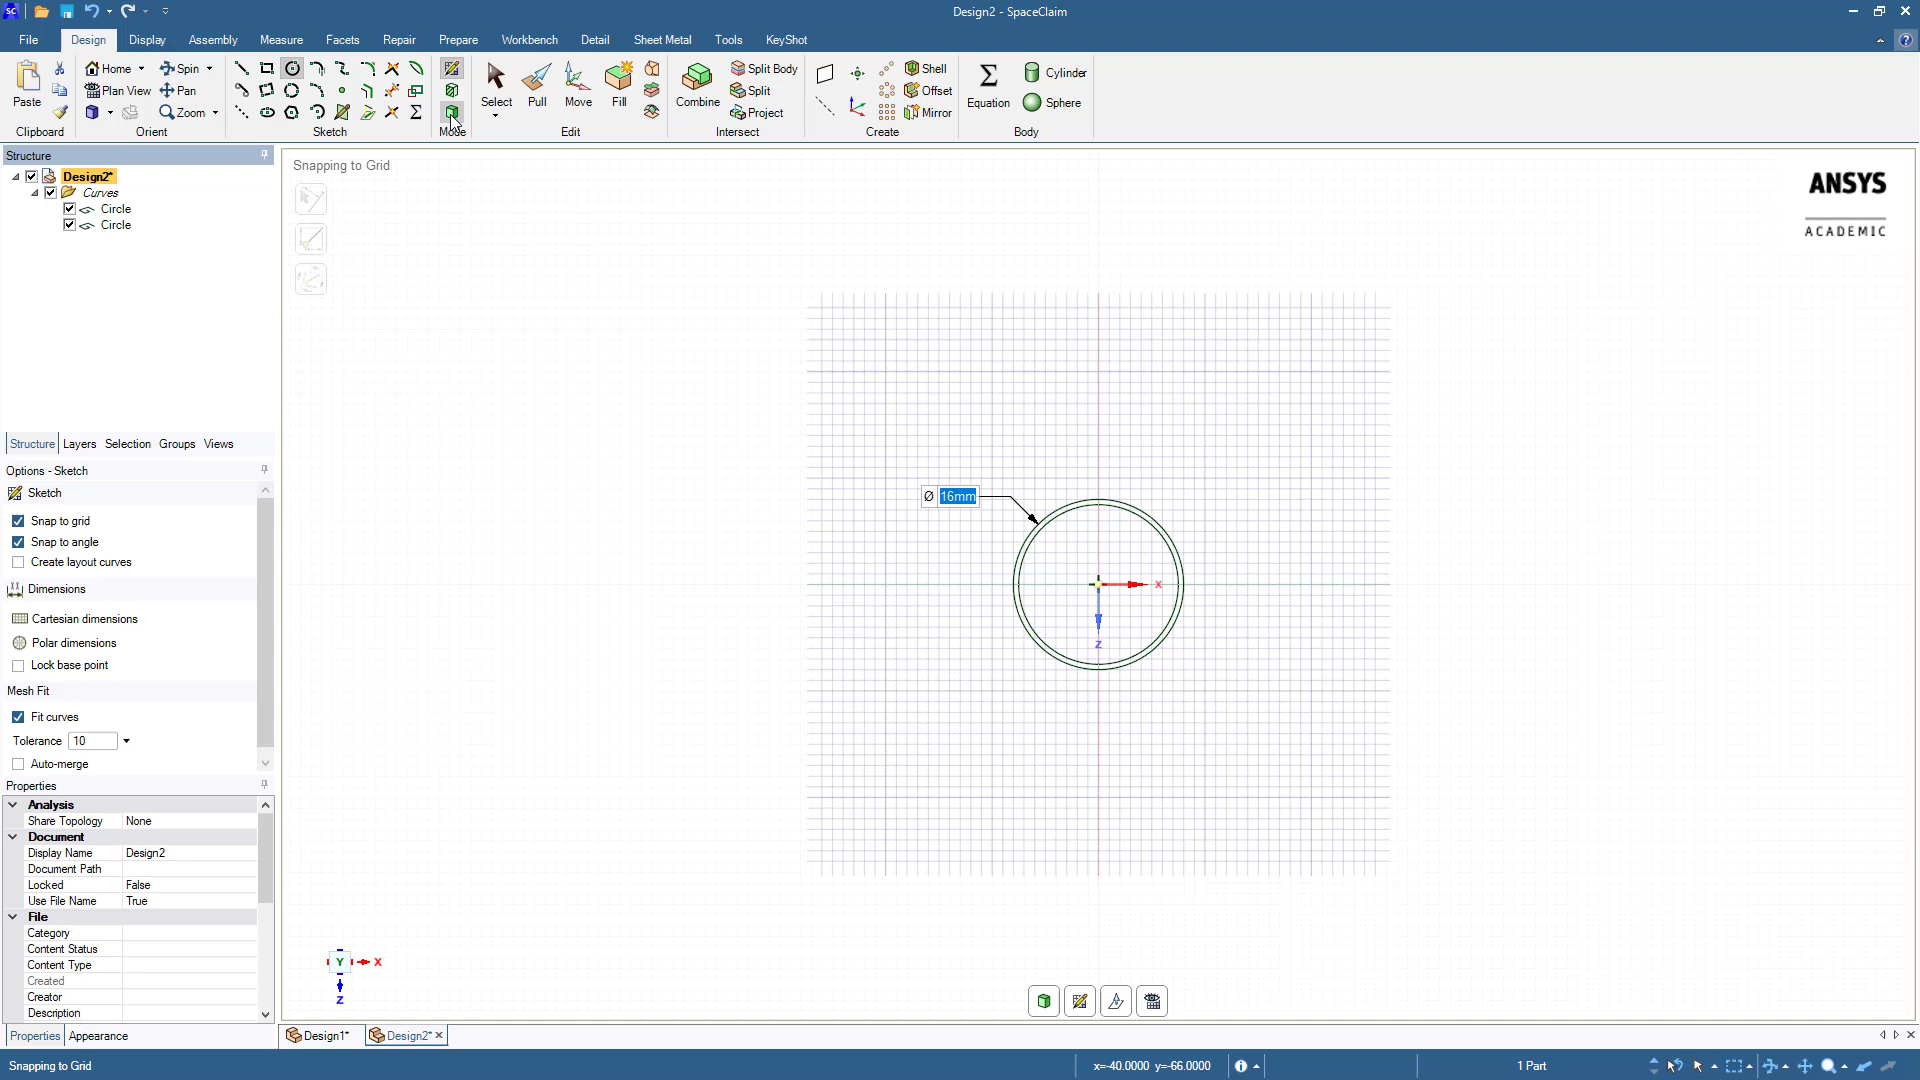 SC
Design2 - SpaceClaim
File Design Display Assembly Measure Facets Repair Prepare Workbench Detail Sheet Metal Tools KeyShot
Paste
Clipboard
Home
Plan View
Spin
Pan
Zoom
Orient
Sketch
Mode
Select
Pull
Move
Fill
Edit
Combine
Split Body
Split
Project
Intersect
Shell
Offset
Mirror
Create
Equation
Cylinder
Sphere
Body
Structure
Design2*
Curves
Circle
Circle
Structure Layers Selection Groups Views
Options - Sketch
Sketch
Snap to grid
Snap to angle
Create layout curves
Dimensions
Cartesian dimensions
Polar dimensions
Lock base point
Mesh Fit
Fit curves
Tolerance 10
Auto-merge
Properties
Analysis
Share Topology None
Document
Display Name Design2
Document Path
Locked False
Use File Name True
File
Category
Content Status
Content Type
Created
Creator
Description
Properties Appearance
Snapping to Grid
ANSYS
ACADEMIC
Ø 16mm
X
Z
Y X
Z
Design1* Design2*
Snapping to Grid
x=-40.0000 y=-66.0000
1 Part